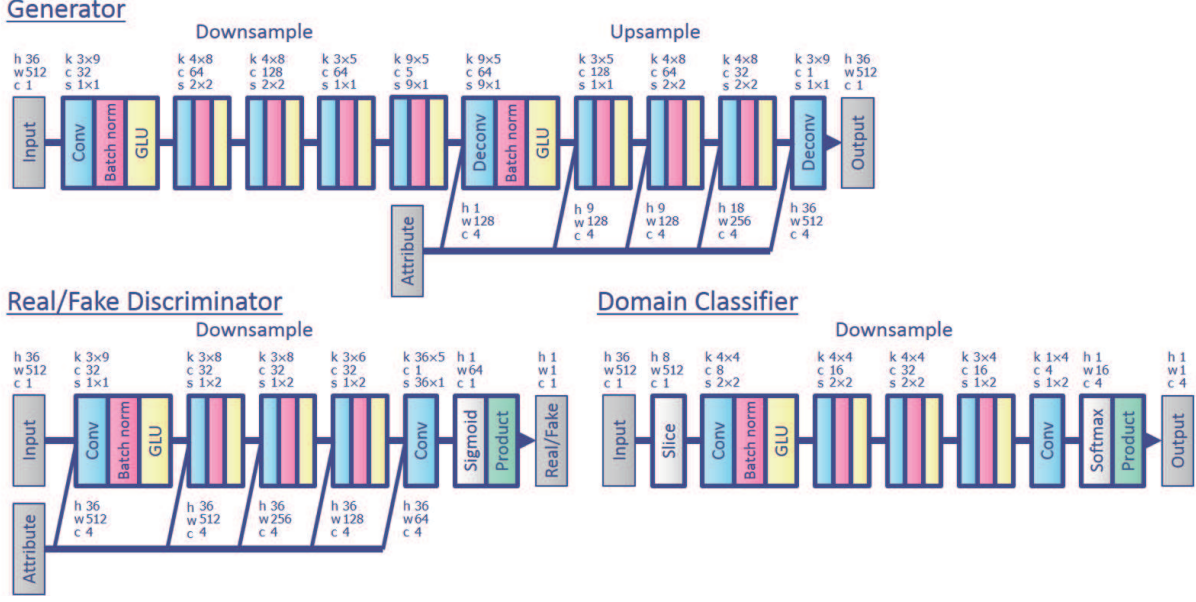 Generator
Downsample
Upsample
h 36 k 3×9 k 4×8 k 4×8 k 3×5 k 9×5 k 9×5 k 3×5 k 4×8 k 4×8 k 3×9 h 36
w 512 c 32 c 64 c 128 c 64 c 5 c 64 c 128 c 64 c 32 c 1 w 512
c 1 s 1×1 s 2×2 s 2×2 s 1×1 s 9×1 s 9×1 s 1×1 s 2×2 s 2×2 s 1×1 c 1
Input Conv Batch norm GLU Deconv Batch norm GLU Deconv Output
Attribute
h 1 h 9 h 9 h 18 h 36
w 128 w 128 w 128 w 256 w 512
c 4 c 4 c 4 c 4 c 4
Real/Fake Discriminator
Downsample
h 36 k 3×9 k 3×8 k 3×8 k 3×6 k 36×5 h 1 h 1
w 512 c 32 c 32 c 32 c 32 c 1 w 64 w 1
c 1 s 1×1 s 1×2 s 1×2 s 1×2 s 36×1 c 1 c 1
Input Conv Batch norm GLU Conv Sigmoid Product Real/Fake
Attribute
h 36 h 36 h 36 h 36 h 36
w 512 w 512 w 256 w 128 w 64
c 4 c 4 c 4 c 4 c 4
Domain Classifier
Downsample
h 36 h 8 k 4×4 k 4×4 k 4×4 k 3×4 k 1×4 h 1 h 1
w 512 w 512 c 8 c 16 c 32 c 16 c 4 w 16 w 1
c 1 c 1 s 2×2 s 2×2 s 2×2 s 1×2 s 1×2 c 4 c 4
Input Slice Conv Batch norm GLU Conv Softmax Product Output